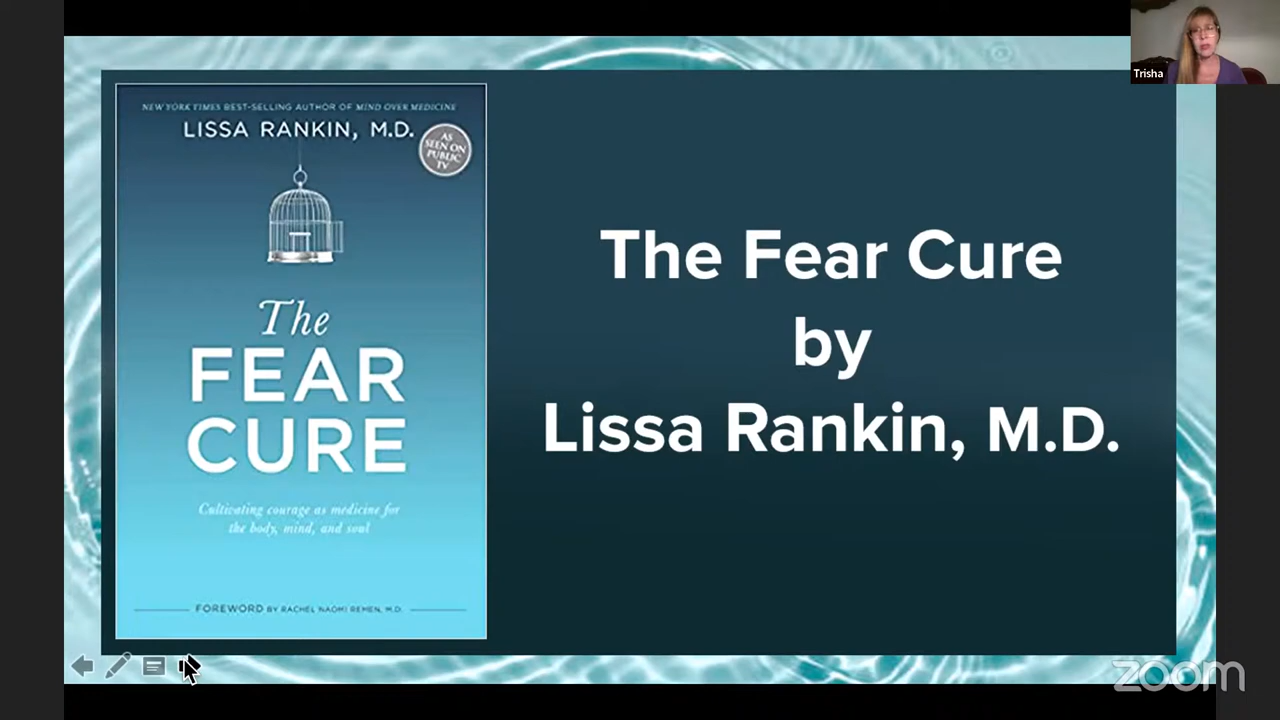 NEW YORK TIMES BEST-SELLING AUTHOR OF MIND OVER MEDICINE
LISSA RANKIN, M.D.
AS
SEEN ON
PUBLIC
TV
The
FEAR
CURE
Cultivating courage as medicine for
the body, mind, and soul
FOREWORD BY RACHEL NAOMI REMEN, M.D.
The Fear Cure
by
Lissa Rankin, M.D.
Trisha
zoom